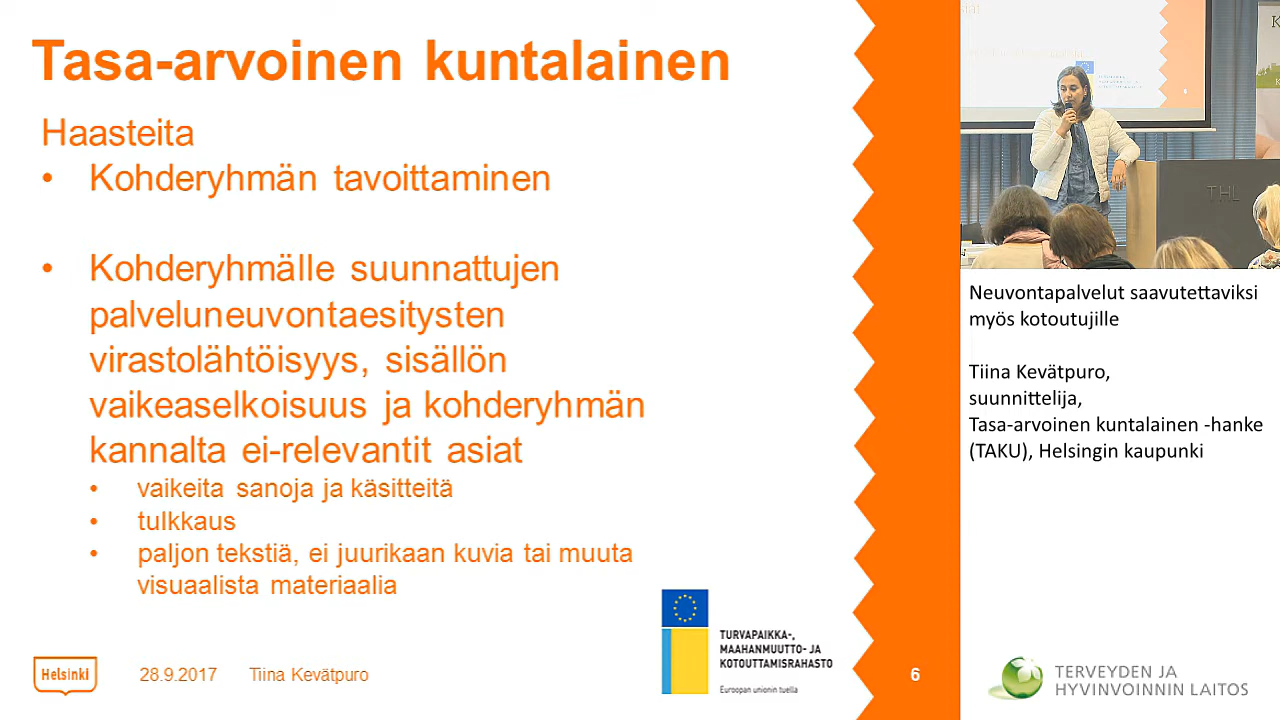 Tasa-arvoinen kuntalainen
Haasteita
• Kohderyhmän tavoittaminen
• Kohderyhmälle suunnattujen
palveluneuvontaesitysten
virastolähtöisyys, sisällön
vaikeaselkoisuus ja kohderyhmän
kannalta ei-relevantit asiat
• vaikeita sanoja ja käsitteitä
• tulkkaus
• paljon tekstiä, ei juurikaan kuvia tai muuta
visuaalista materiaalia
Helsinki
28.9.2017 Tiina Kevätpuro
TURVAPAIKKA-,
MAAHANMUUTTO- JA
KOTOUTTAMISRAHASTO
Euroopan unionin tuella
6
THL
Neuvontapalvelut saavutettaviksi
myös kotoutujille
Tiina Kevätpuro,
suunnittelija,
Tasa-arvoinen kuntalainen -hanke
(TAKU), Helsingin kaupunki
TERVEYDEN JA
HYVINVOINNIN LAITOS